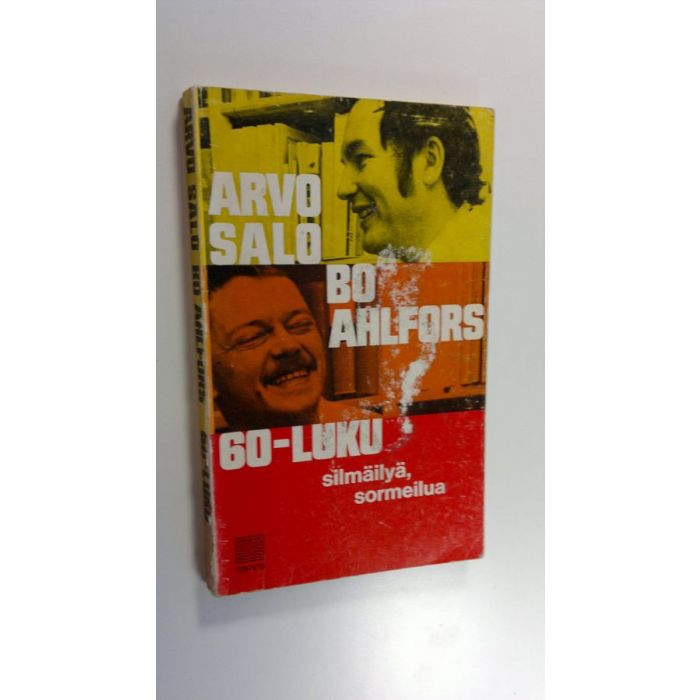 ARVO
SALO
BO
AHLFORS
60-LUKU
silmäilyä,
sormeilua
ARVO SALO BO AHLFORS 60-LUKU